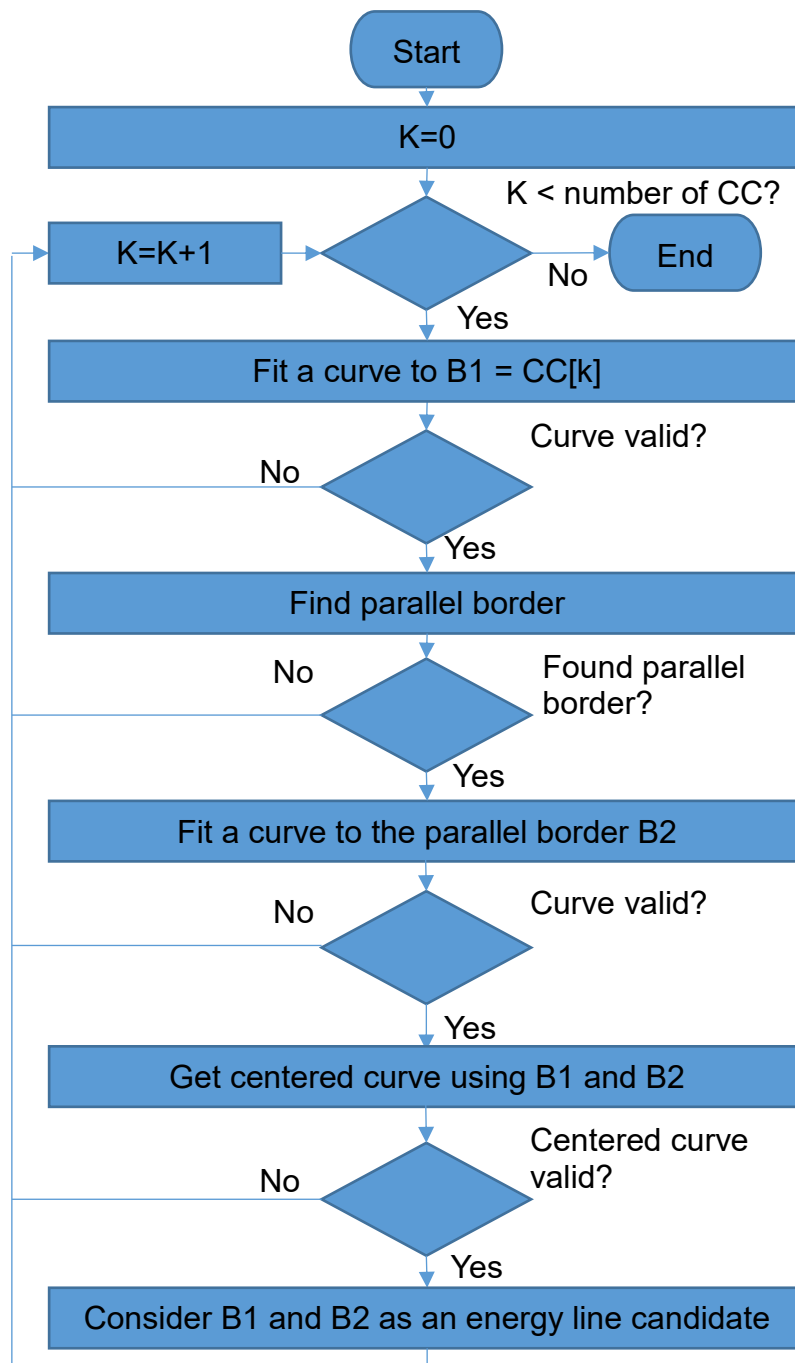 Start
K=0
K < number of CC?
K=K+1
End
No
Yes
Fit a curve to B1 = CC[k]
Curve valid?
No
Yes
Find parallel border
No
Found parallel
border?
Yes
Fit a curve to the parallel border B2
Curve valid?
No
Yes
Get centered curve using B1 and B2
Centered curve
valid?
No
Yes
Consider B1 and B2 as an energy line candidate